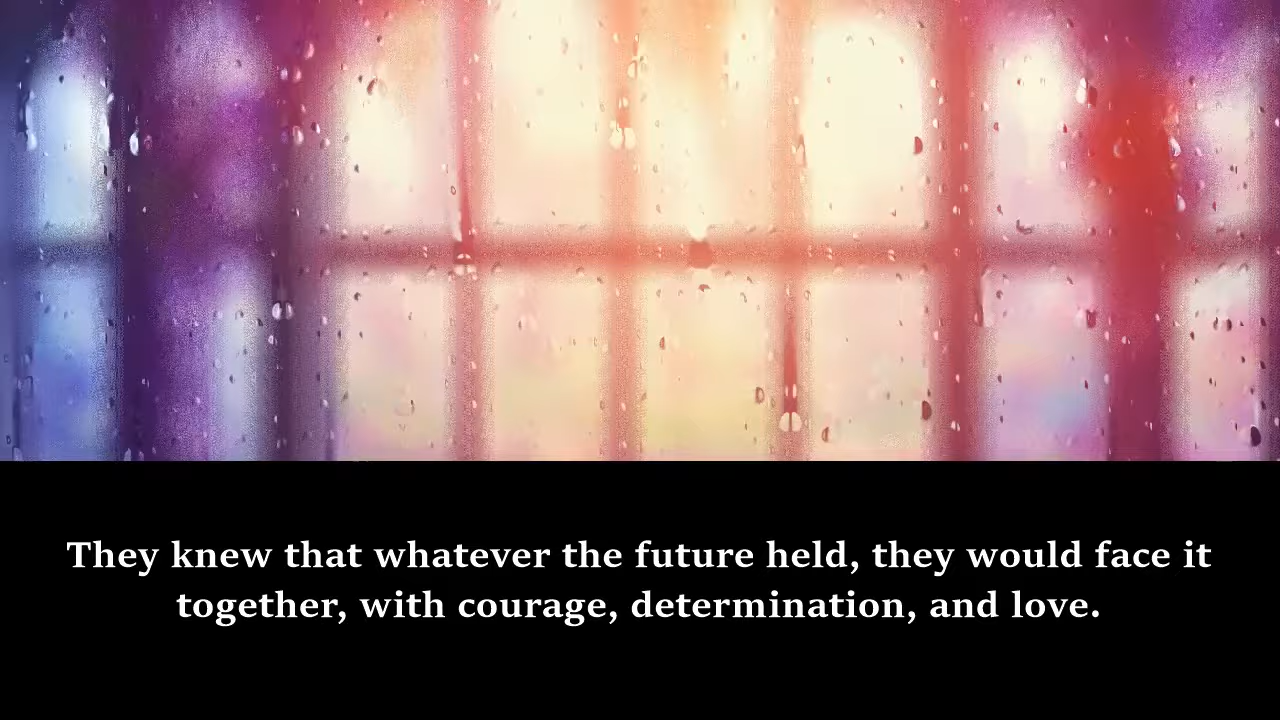 They knew that whatever the future held, they would face it
together, with courage, determination, and love.